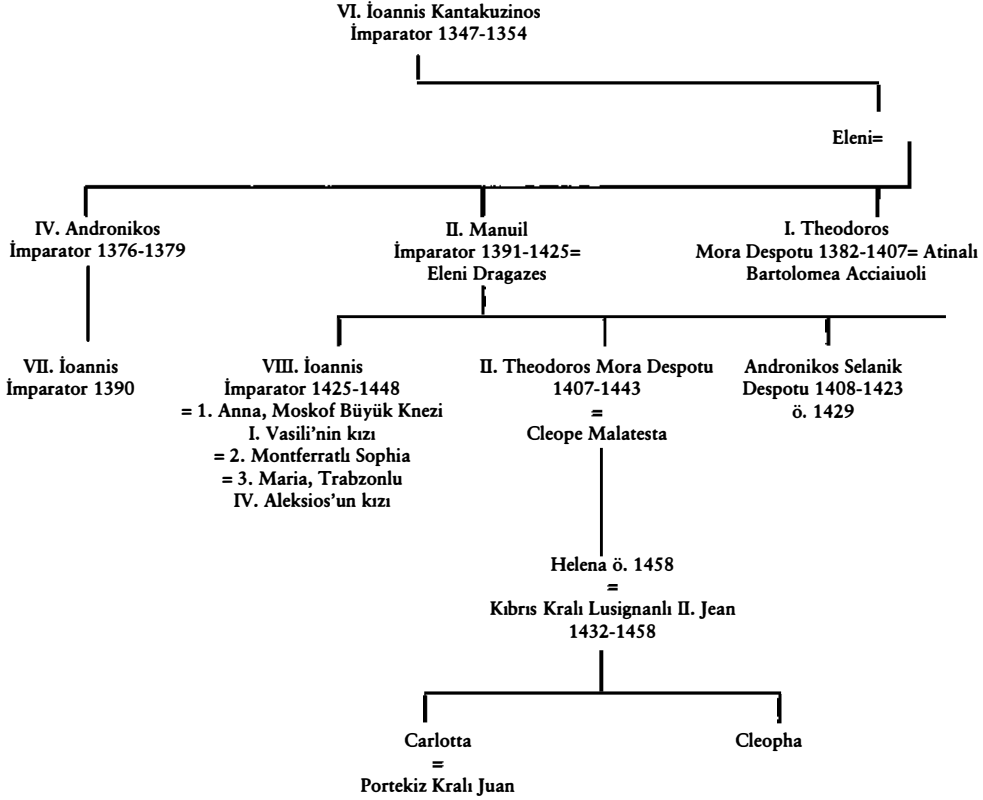 VI. İoannis Kantakuzinos
İmparator 1347-1354
Eleni=
IV. Andronikos
İmparator 1376-1379
II. Manuil
İmparator 1391-1425=
Eleni Dragazes
I. Theodoros
Mora Despotu 1382-1407= Atinalı
Bartolomea Acciaiuoli
VII. İoannis
İmparator 1390
VIII. İoannis
İmparator 1425-1448
= 1. Anna, Moskof Büyük Knezi
I. Vasili’nin kızı
= 2. Montferratlı Sophia
= 3. Maria, Trabzonlu
IV. Aleksios’un kızı
II. Theodoros Mora Despotu
1407-1443
=
Cleope Malatesta
Andronikos Selanik
Despotu 1408-1423
ö. 1429
Helena ö. 1458
=
Kıbrıs Kralı Lusignanlı II. Jean
1432-1458
Carlotta
=
Portekiz Kralı Juan
Cleopha